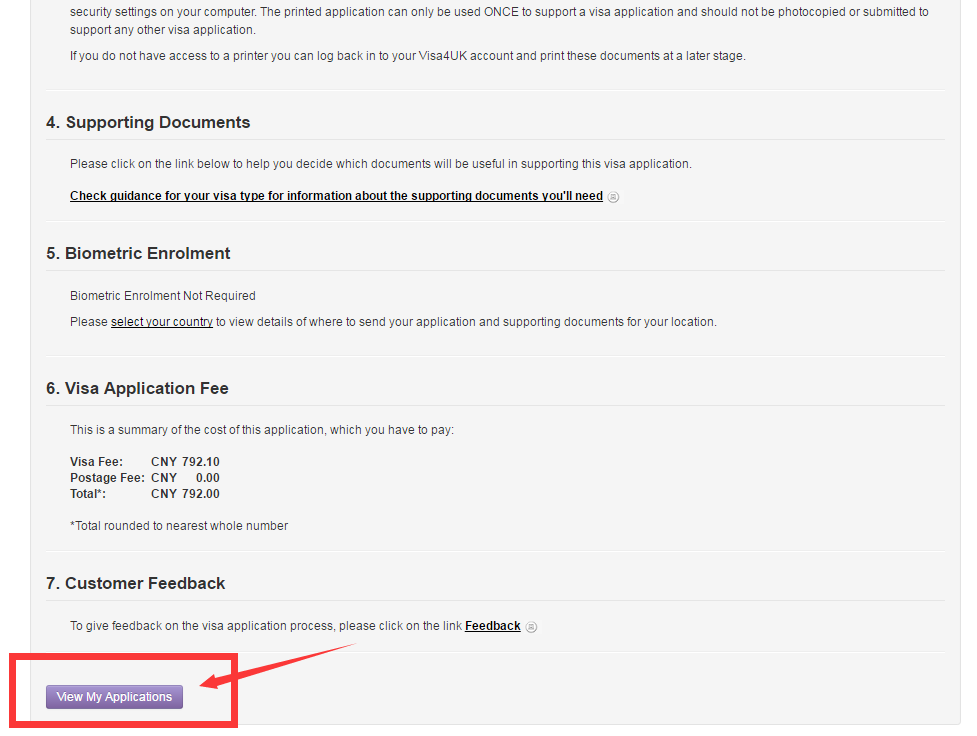 security settings on your computer. The printed application can only be used ONCE to support a visa application and should not be photocopied or submitted to
support any other visa application.
If you do not have access to a printer you can log back in to your Visa4UK account and print these documents at a later stage.
4. Supporting Documents
Please click on the link below to help you decide which documents will be useful in supporting this visa application.
Check guidance for your visa type for information about the supporting documents you'll need
5. Biometric Enrolment
Biometric Enrolment Not Required
Please select your country to view details of where to send your application and supporting documents for your location.
6. Visa Application Fee
This is a summary of the cost of this application, which you have to pay:
Visa Fee: CNY 792.10
Postage Fee: CNY 0.00
Total*: CNY 792.00
*Total rounded to nearest whole number
7. Customer Feedback
To give feedback on the visa application process, please click on the link Feedback
View My Applications